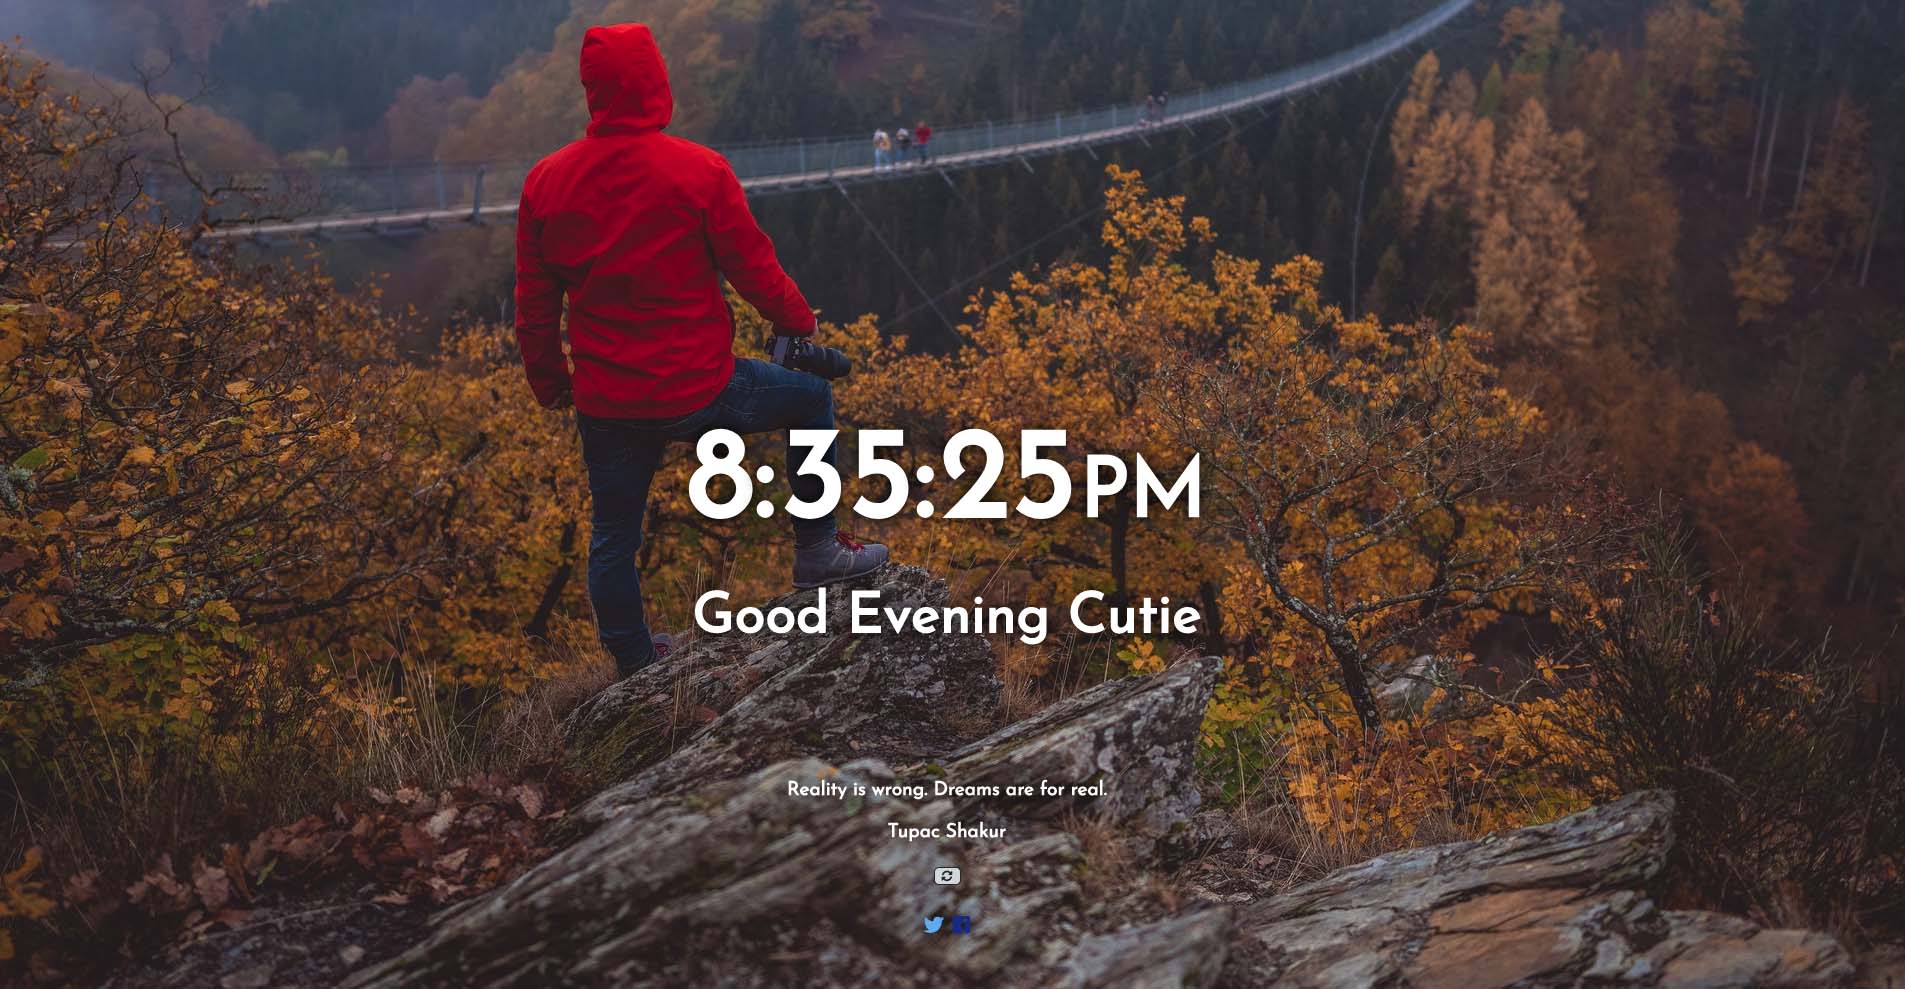 8:35:25PM
Good Evening Cutie
Reality is wrong. Dreams are for real.
Tupac Shakur